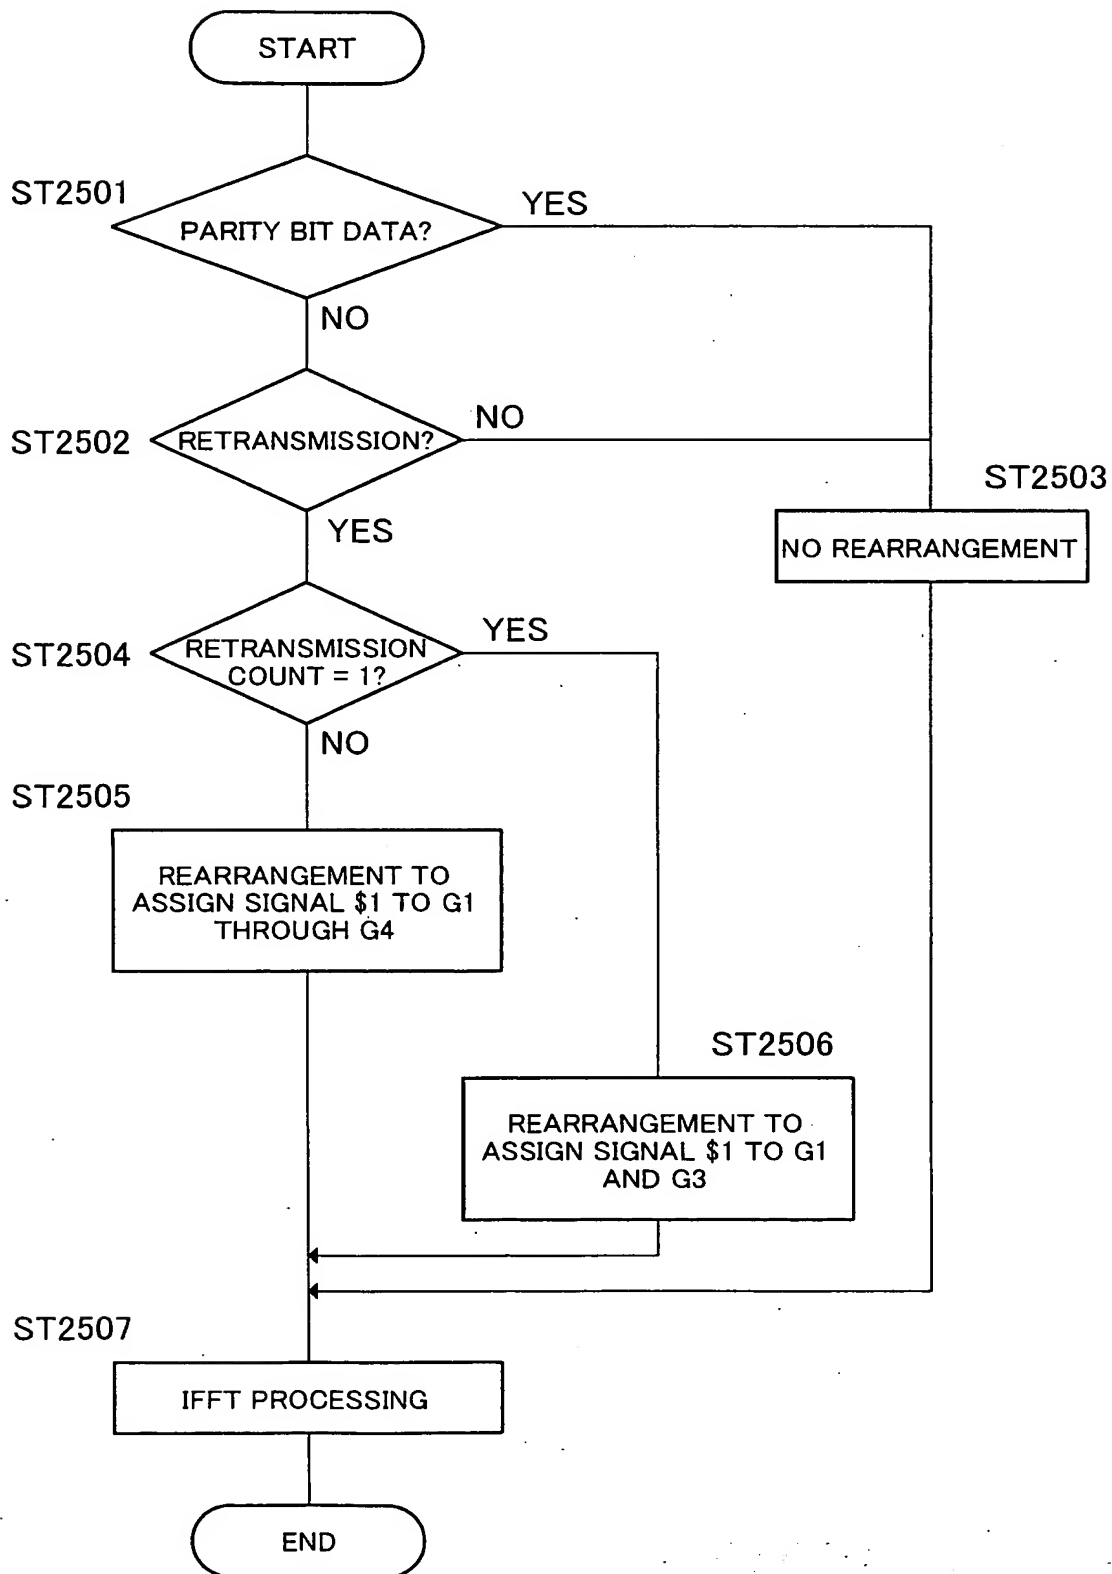 START
ST2501
PARITY BIT DATA?
YES
NO
ST2502
RETRANSMISSION?
NO
YES
ST2503
NO REARRANGEMENT
ST2504
RETRANSMISSION
COUNT = 1?
YES
NO
ST2505
REARRANGEMENT TO
ASSIGN SIGNAL $1 TO G1
THROUGH G4
ST2506
REARRANGEMENT TO
ASSIGN SIGNAL $1 TO G1
AND G3
ST2507
IFFT PROCESSING
END